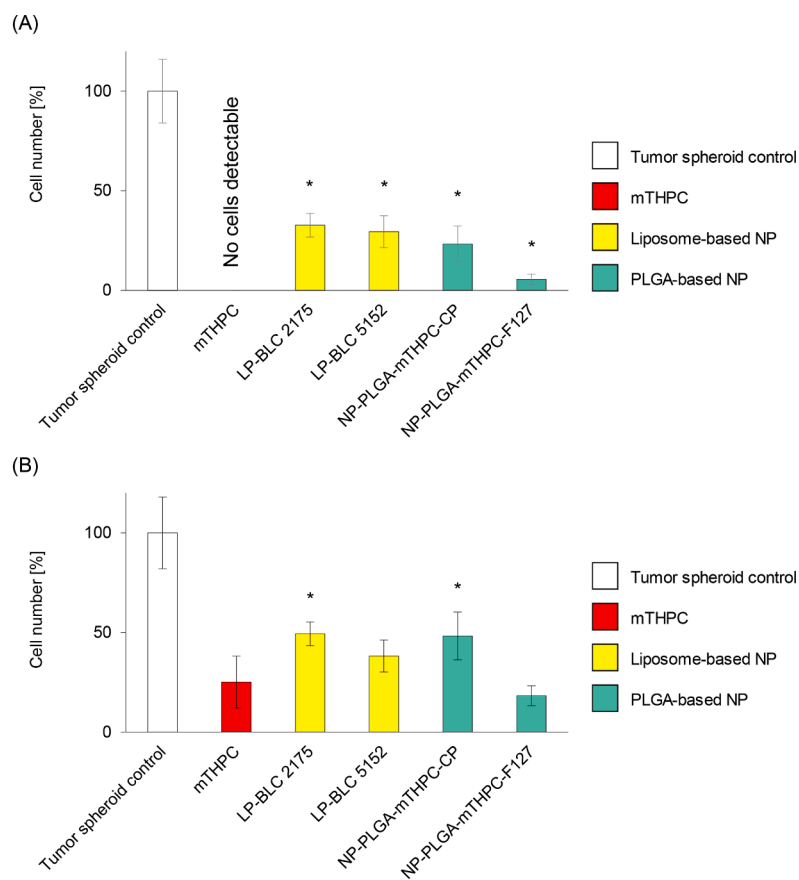 (A)
Cell number [%]
100
50
0
No cells detectable
*
*
*
*
Tumor spheroid control
mTHPC
LP-BLC 2175
LP-BLC 5152
NP-PLGA-mTHPC-CP
NP-PLGA-mTHPC-F127
Tumor spheroid control
mTHPC
Liposome-based NP
PLGA-based NP
(B)
Cell number [%]
100
50
0
*
*
Tumor spheroid control
mTHPC
LP-BLC 2175
LP-BLC 5152
NP-PLGA-mTHPC-CP
NP-PLGA-mTHPC-F127
Tumor spheroid control
mTHPC
Liposome-based NP
PLGA-based NP